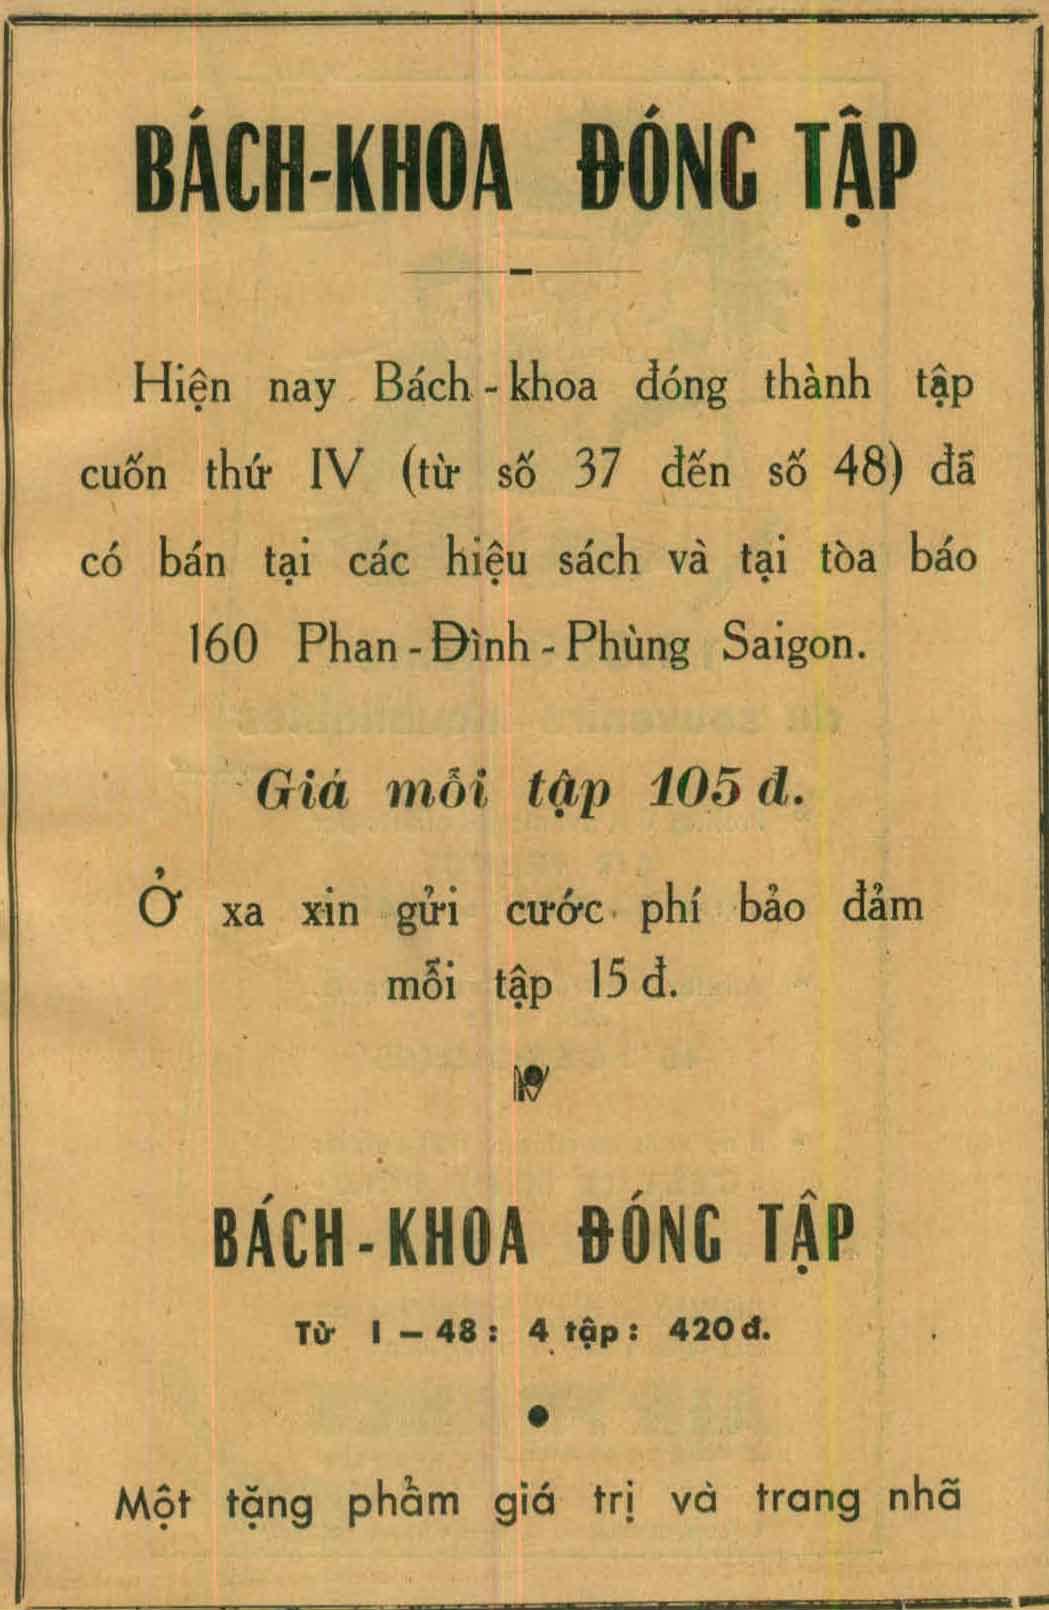 BÁCH-KHOA ĐÓNG TẬP
Hiện nay Bách-khoa đóng thành tập
cuốn thứ IV (từ số 37 đến số 48) đã
có bán tại các hiệu sách và tại tòa báo
160 Phan-Đình-Phùng Saigon.
Giá mỗi tập 105 đ.
Ở xa xin gửi cước phí bảo đảm
mỗi tập 15 đ.
BÁCH-KHOA ĐÓNG TẬP
Từ I — 48 : 4 tập : 420 đ.
Một tặng phẩm giá trị và trang nhã